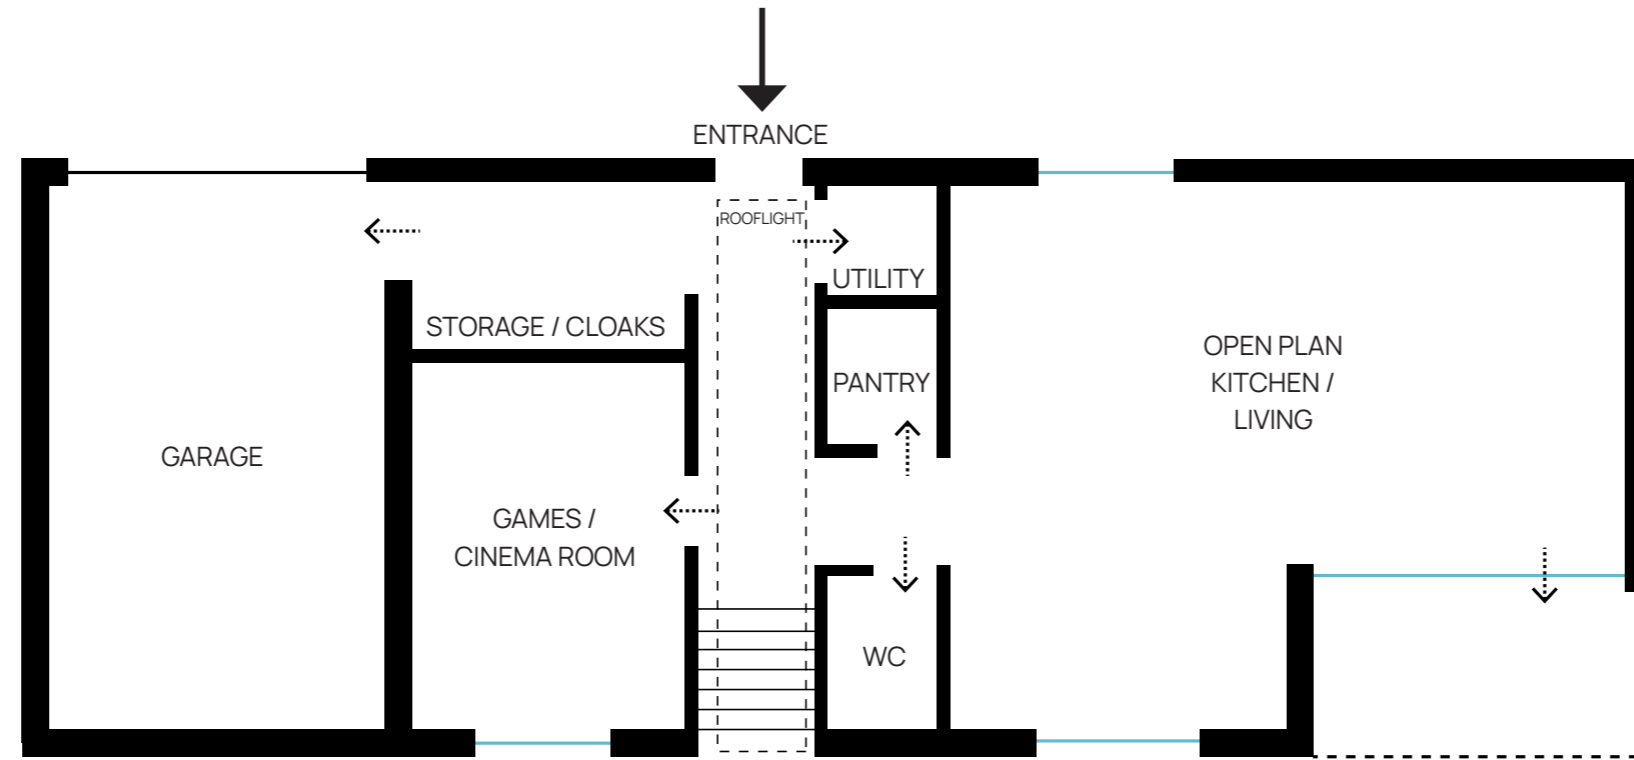 ENTRANCE
ROOFLIGHT
UTILITY
STORAGE / CLOAKS
PANTRY
OPEN PLAN
KITCHEN /
LIVING
GARAGE
GAMES /
CINEMA ROOM
WC